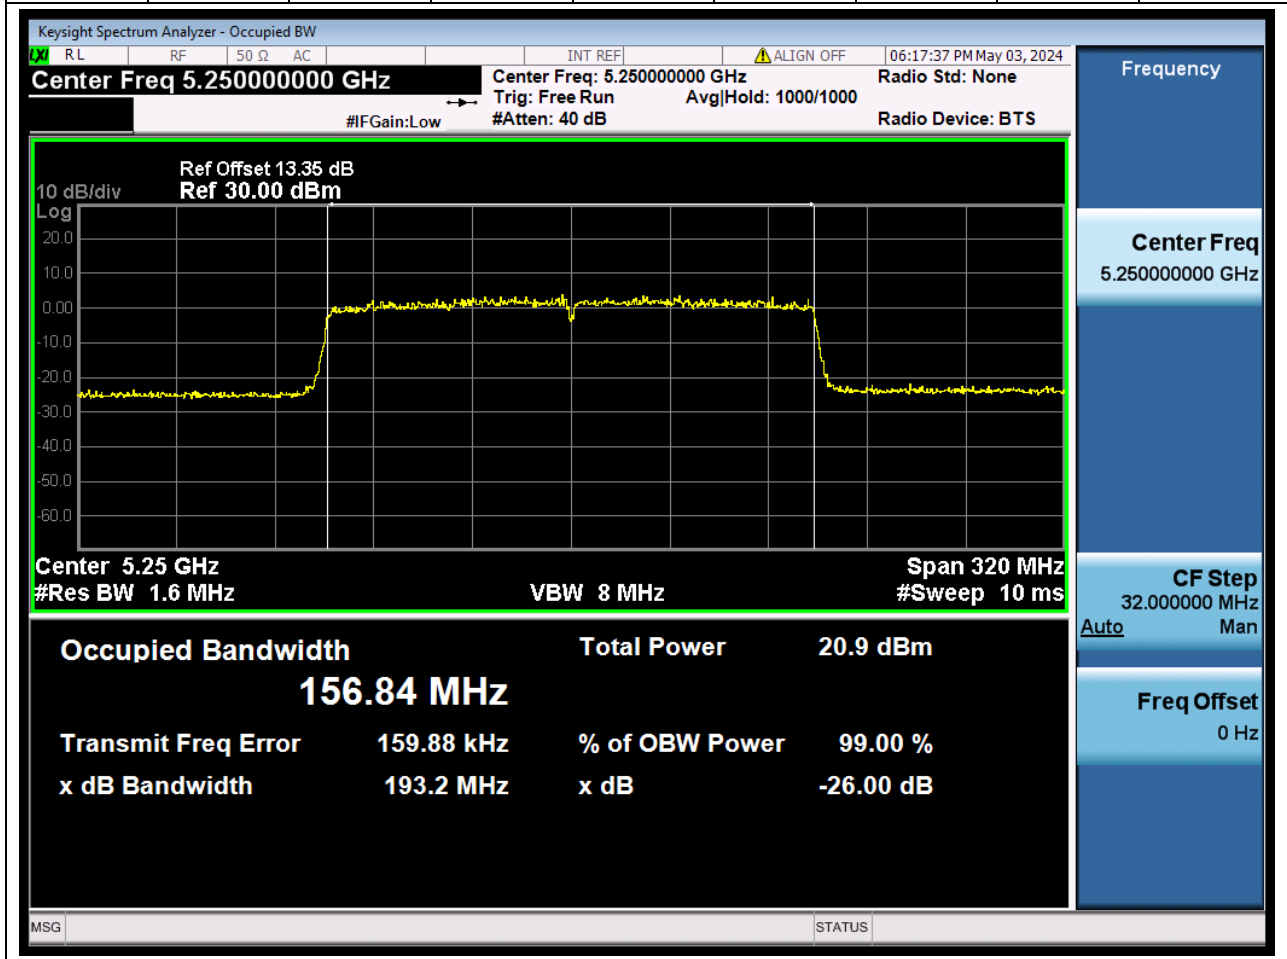 Keysight Spectrum Analyzer - Occupied BW
LXI RL RF 50 Ω AC INT REF ALIGN OFF 06:17:37 PM May 03, 2024
Center Freq 5.250000000 GHz
Center Freq: 5.250000000 GHz
Radio Std: None
Trig: Free Run Avg|Hold: 1000/1000
#IFGain:Low
#Atten: 40 dB
Radio Device: BTS
Ref Offset 13.35 dB
10 dB/div Ref 30.00 dBm
Log
20.0
10.0
0.00
-10.0
-20.0
-30.0
-40.0
-50.0
-60.0
Center 5.25 GHz Span 320 MHz
#Res BW 1.6 MHz VBW 8 MHz #Sweep 10 ms
Occupied Bandwidth Total Power 20.9 dBm
156.84 MHz
Transmit Freq Error 159.88 kHz % of OBW Power 99.00 %
x dB Bandwidth 193.2 MHz x dB -26.00 dB
MSG STATUS
Frequency
Center Freq
5.250000000 GHz
CF Step
32.000000 MHz
Auto Man
Freq Offset
0 Hz